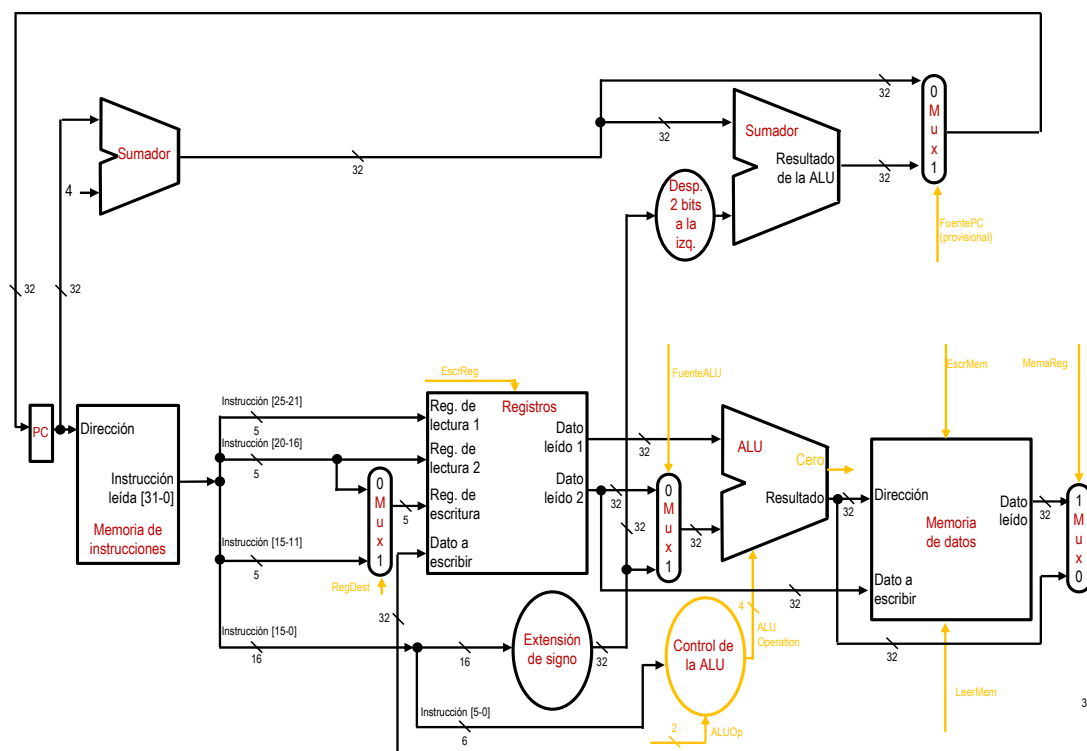 32
32
0
M
u
x
1
Sumador
4
32
32
Sumador
Resultado
de la ALU
32
Desp.
2 bits
a la
izq.
FuentePC
(provisional)
32
32
EscrReg
FuenteALU
EscrMem
MemaReg
PC
Dirección
Instrucción
leída [31-0]
Memoria de
instrucciones
Instrucción [25-21]
5
Instrucción [20-16]
5
0
M
u
x
1
5
Instrucción [15-11]
5
RegDest
Reg. de
lectura 1
Registros
Reg. de
lectura 2
Reg. de
escritura
Dato a
escribir
Dato
leído 1
Dato
leído 2
32
32
32
0
M
u
x
1
32
ALU
Cero
Resultado
32
Dirección
Memoria
de datos
Dato
leído
Dato a
escribir
32
1
M
u
x
0
32
32
32
Instrucción [15-0]
16
16
Extensión
de signo
32
Control de
la ALU
4
ALU
Operation
Instrucción [5-0]
6
2
ALUOp
LeerMem
3